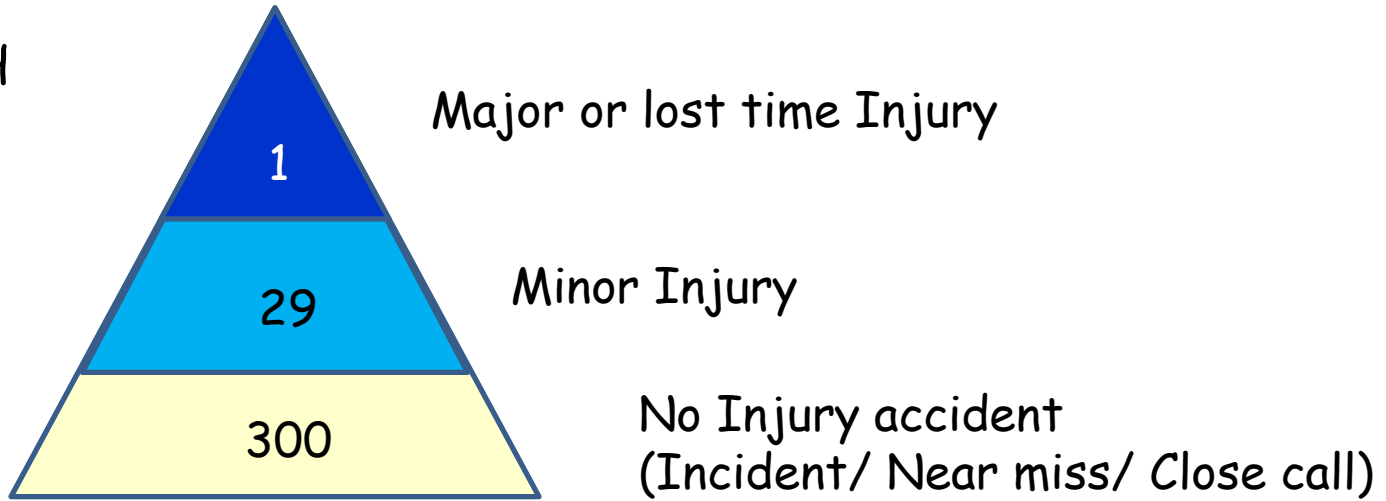 Major or lost time Injury
1
Minor Injury
29
No Injury accident
300
(Incident/ Near miss/ Close call)